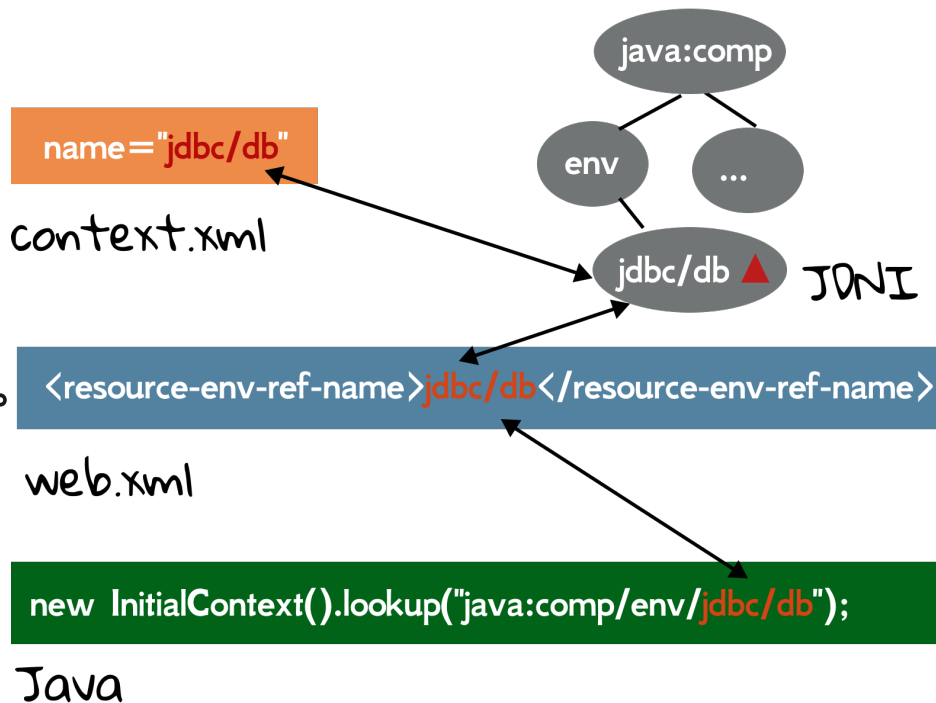 java:comp
name="jdbc/db"
env
...
context.xml
jdbc/db
JDNI
<resource-env-ref-name>jdbc/db</resource-env-ref-name>
web.xml
new InitialContext().lookup("java:comp/env/jdbc/db");
Java